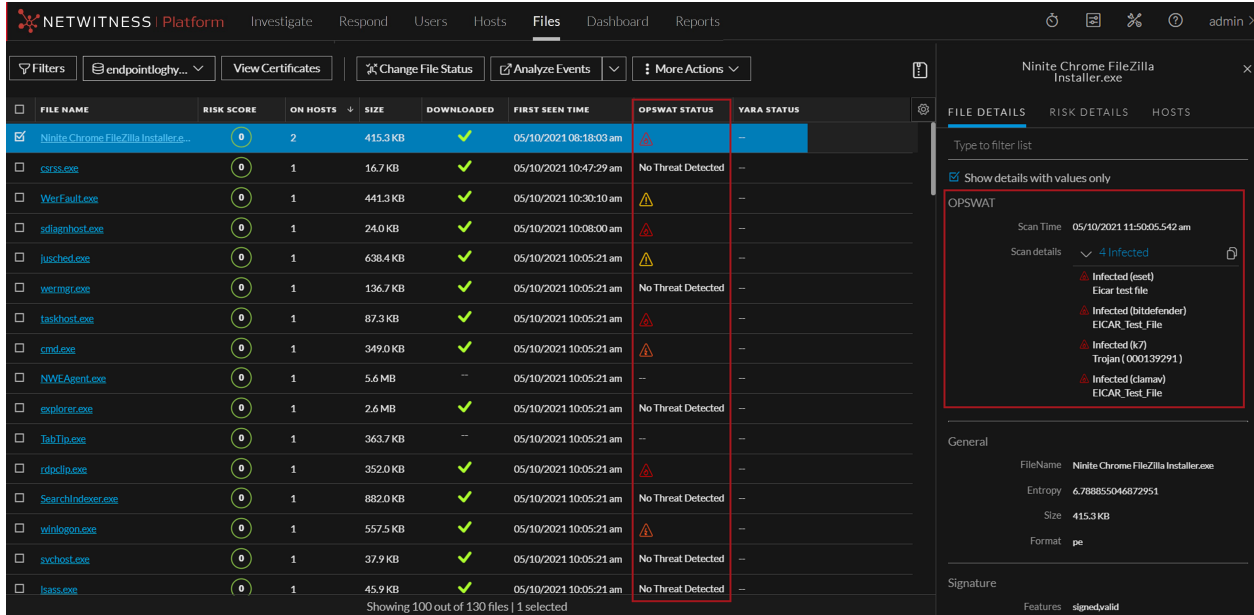 NETWITNESS | Platform Investigate Respond Users Hosts Files Dashboard Reports admin
Filters endpointloghy... View Certificates Change File Status Analyze Events More Actions
FILE NAME RISK SCORE ON HOSTS SIZE DOWNLOADED FIRST SEEN TIME OPSWAT STATUS YARA STATUS
Ninite Chrome FileZilla Installer.e... 0 2 415.3 KB 05/10/2021 08:18:03 am --
csrss.exe 0 1 16.7 KB 05/10/2021 10:47:29 am No Threat Detected --
WerFault.exe 0 1 441.3 KB 05/10/2021 10:30:10 am --
sdiagnhost.exe 0 1 24.0 KB 05/10/2021 10:08:00 am --
jusched.exe 0 1 638.4 KB 05/10/2021 10:05:21 am --
wermgr.exe 0 1 136.7 KB 05/10/2021 10:05:21 am No Threat Detected --
taskhost.exe 0 1 87.3 KB 05/10/2021 10:05:21 am --
cmd.exe 0 1 349.0 KB 05/10/2021 10:05:21 am --
NWEAgent.exe 0 1 5.6 MB -- 05/10/2021 10:05:21 am -- --
explorer.exe 0 1 2.6 MB 05/10/2021 10:05:21 am No Threat Detected --
TabTip.exe 0 1 363.7 KB -- 05/10/2021 10:05:21 am -- --
rdpclip.exe 0 1 352.0 KB 05/10/2021 10:05:21 am --
SearchIndexer.exe 0 1 882.0 KB 05/10/2021 10:05:21 am No Threat Detected --
winlogon.exe 0 1 557.5 KB 05/10/2021 10:05:21 am --
svchost.exe 0 1 37.9 KB 05/10/2021 10:05:21 am No Threat Detected --
lsass.exe 0 1 45.9 KB 05/10/2021 10:05:21 am No Threat Detected --
Showing 100 out of 130 files | 1 selected
Ninite Chrome FileZilla
Installer.exe
FILE DETAILS RISK DETAILS HOSTS
Type to filter list
Show details with values only
OPSWAT
Scan Time 05/10/2021 11:50:05.542 am
Scan details 4 Infected
Infected (eset)
Eicar test file
Infected (bitdefender)
EICAR_Test_File
Infected (k7)
Trojan ( 000139291 )
Infected (clamav)
EICAR_Test_File
General
FileName Ninite Chrome FileZilla Installer.exe
Entropy 6.788855046872951
Size 415.3 KB
Format pe
Signature
Features signed,valid